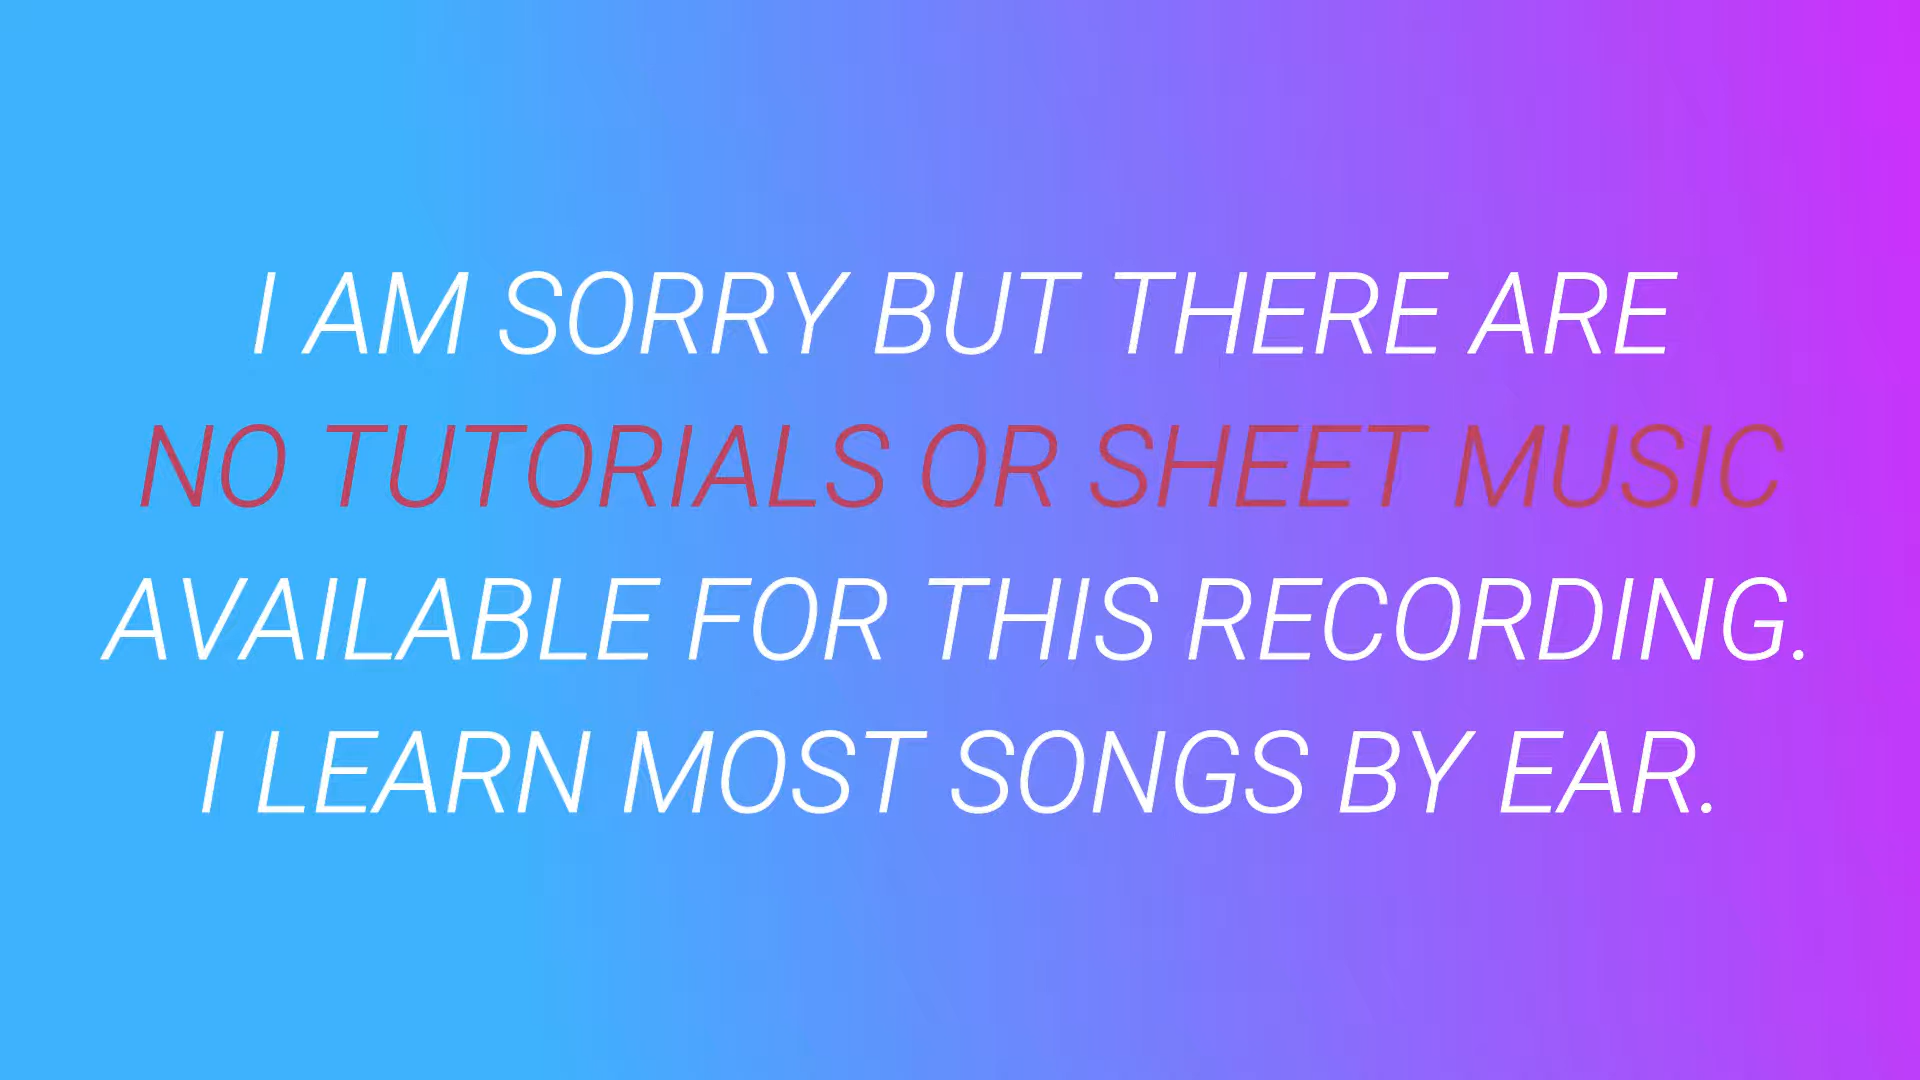 I AM SORRY BUT THERE ARE
NO TUTORIALS OR SHEET MUSIC
AVAILABLE FOR THIS RECORDING.
I LEARN MOST SONGS BY EAR.